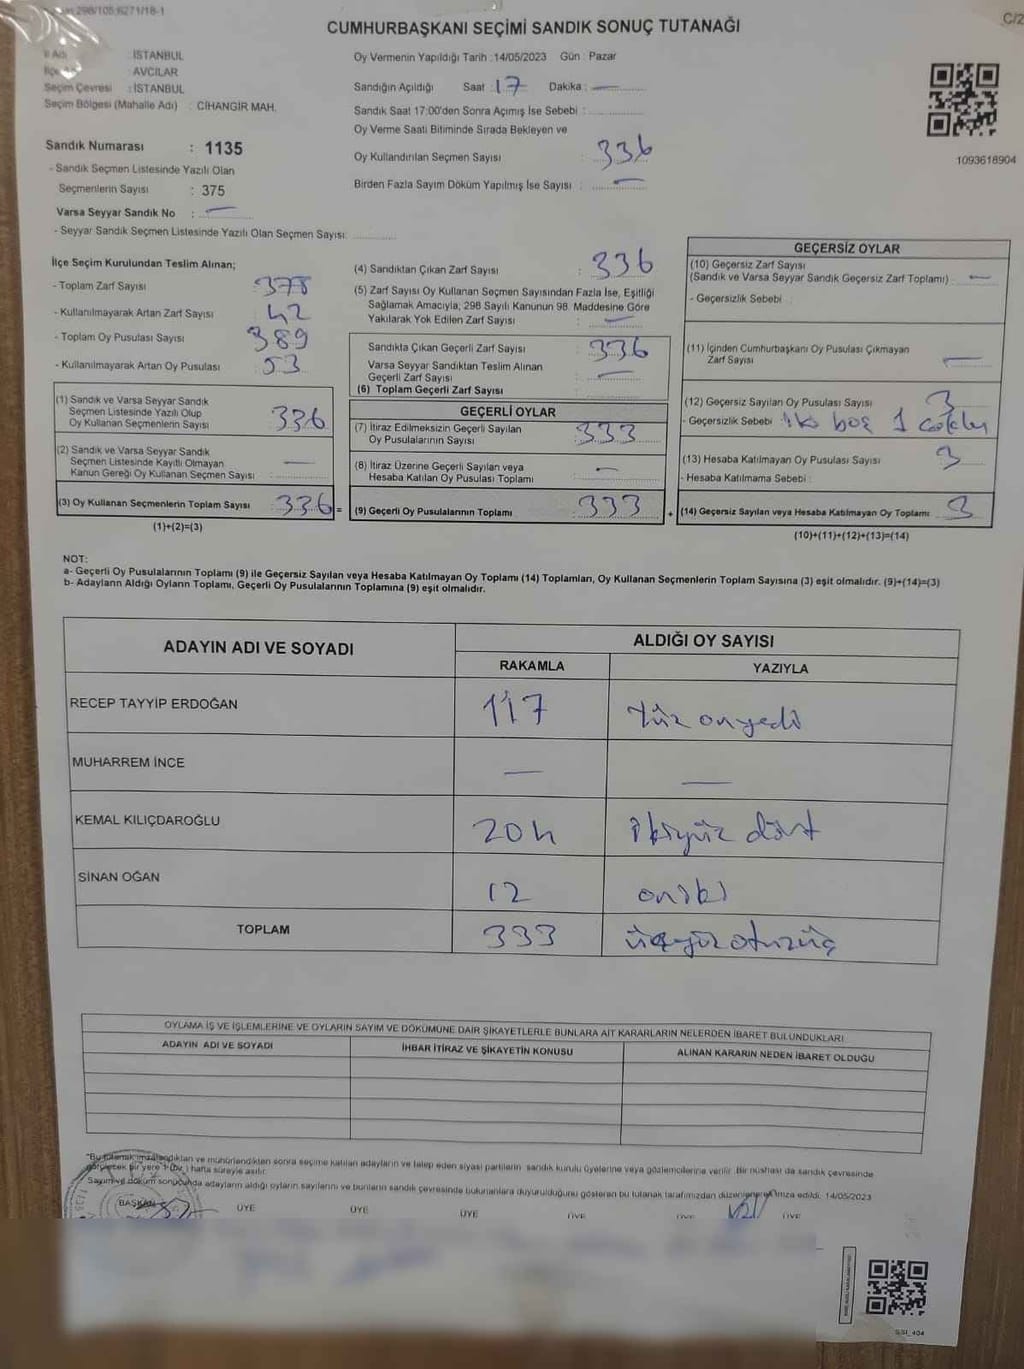 298/105;6271/18-1
C/2
CUMHURBAŞKANI SEÇİMİ SANDIK SONUÇ TUTANAĞI
İl Adı : İSTANBUL
İlçe Adı : AVCILAR
Seçim Çevresi : İSTANBUL
Seçim Bölgesi (Mahalle Adı) : CİHANGİR MAH.
Oy Vermenin Yapıldığı Tarih : 14/05/2023 Gün : Pazar
Sandığın Açıldığı Saat : 17 Dakika : —
Sandık Saat 17:00'den Sonra Açımış İse Sebebi :
Oy Verme Saati Bitiminde Sırada Bekleyen ve
Oy Kullandırılan Seçmen Sayısı : 336
Birden Fazla Sayım Döküm Yapılmış İse Sayısı : —
1093618904
Sandık Numarası : 1135
- Sandık Seçmen Listesinde Yazılı Olan
Seçmenlerin Sayısı : 375
Varsa Seyyar Sandık No : —
- Seyyar Sandık Seçmen Listesinde Yazılı Olan Seçmen Sayısı:
İlçe Seçim Kurulundan Teslim Alınan;
- Toplam Zarf Sayısı : 378
- Kullanılmayarak Artan Zarf Sayısı : 42
- Toplam Oy Pusulası Sayısı : 389
- Kullanılmayarak Artan Oy Pusulası : 53
(1) Sandık ve Varsa Seyyar Sandık
Seçmen Listesinde Yazılı Olup
Oy Kullanan Seçmenlerin Sayısı : 336
(2) Sandık ve Varsa Seyyar Sandık
Seçmen Listesinde Kayıtlı Olmayan
Kanun Gereği Oy Kullanan Seçmen Sayısı : —
(3) Oy Kullanan Seçmenlerin Toplam Sayısı : 336 =
(1)+(2)=(3)
(4) Sandıktan Çıkan Zarf Sayısı : 336
(5) Zarf Sayısı Oy Kullanan Seçmen Sayısından Fazla İse, Eşitliği
Sağlamak Amacıyla; 298 Sayılı Kanunun 98. Maddesine Göre
Yakılarak Yok Edilen Zarf Sayısı : —
Sandıkta Çıkan Geçerli Zarf Sayısı : 336
Varsa Seyyar Sandıktan Teslim Alınan
Geçerli Zarf Sayısı : —
(6) Toplam Geçerli Zarf Sayısı :
GEÇERLİ OYLAR
(7) İtiraz Edilmeksizin Geçerli Sayılan
Oy Pusulalarının Sayısı : 333
(8) İtiraz Üzerine Geçerli Sayılan veya
Hesaba Katılan Oy Pusulası Toplamı : —
(9) Geçerli Oy Pusulalarının Toplamı : 333 +
GEÇERSİZ OYLAR
(10) Geçersiz Zarf Sayısı
(Sandık ve Varsa Seyyar Sandık Geçersiz Zarf Toplamı) : —
- Geçersizlik Sebebi :
(11) İçinden Cumhurbaşkanı Oy Pusulası Çıkmayan
Zarf Sayısı : —
(12) Geçersiz Sayılan Oy Pusulası Sayısı : 3
- Geçersizlik Sebebi : iki boş 1 çoklu
(13) Hesaba Katılmayan Oy Pusulası Sayısı : 3
- Hesaba Katılmama Sebebi :
(14) Geçersiz Sayılan veya Hesaba Katılmayan Oy Toplamı : 3
(10)+(11)+(12)+(13)=(14)
NOT:
a- Geçerli Oy Pusulalarının Toplamı (9) ile Geçersiz Sayılan veya Hesaba Katılmayan Oy Toplamı (14) Toplamları, Oy Kullanan Seçmenlerin Toplam Sayısına (3) eşit olmalıdır. (9)+(14)=(3)
b- Adayların Aldığı Oyların Toplamı, Geçerli Oy Pusulalarının Toplamına (9) eşit olmalıdır.
ADAYIN ADI VE SOYADI
ALDIĞI OY SAYISI
RAKAMLA YAZIYLA
RECEP TAYYİP ERDOĞAN 117 yüz onyedi
MUHARREM İNCE — —
KEMAL KILIÇDAROĞLU 204 ikiyüz dört
SİNAN OĞAN 12 oniki
TOPLAM 333 üçyüz otuzüç
OYLAMA İŞ VE İŞLEMLERİNE VE OYLARIN SAYIM VE DÖKÜMÜNE DAİR ŞİKAYETLERLE BUNLARA AİT KARARLARIN NELERDEN İBARET BULUNDUKLARI
ADAYIN ADI VE SOYADI İHBAR İTİRAZ VE ŞİKAYETİN KONUSU ALINAN KARARIN NEDEN İBARET OLDUĞU
"Bu tutanak imzalandıktan ve mühürlendikten sonra seçime katılan adayların ve talep eden siyasi partilerin sandık kurulu üyelerine veya gözlemcilerine verilir. Bir nüshası da sandık çevresinde
görülecek bir yere 1 (bir) hafta süreyle asılır.
Sayım ve döküm sonucunda adayların aldığı oyların sayılarını ve bunların sandık çevresinde bulunanlara duyurulduğunu gösteren bu tutanak tarafımızdan düzenlenerek imza edildi. 14/05/2023
BAŞKAN ÜYE ÜYE ÜYE ÜYE ÜYE ÜYE
SSI_404